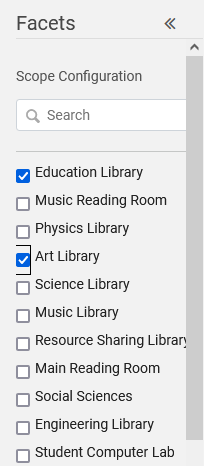 Facets
Scope Configuration
Search
Education Library
Music Reading Room
Physics Library
Art Library
Science Library
Music Library
Resource Sharing Library
Main Reading Room
Social Sciences
Engineering Library
Student Computer Lab